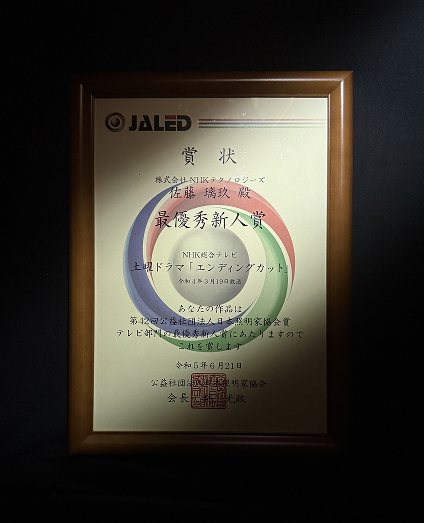 JALED
賞状
株式会社NHKテクノロジーズ
佐藤 璃玖 殿
最優秀新人賞
NHK総合テレビ
土曜ドラマ「エンディングカット」
令和4年3月19日放送
あなたの作品は
第42回公益社団法人日本照明家協会賞
テレビ部門の最優秀新人賞にあたりますので
これを賞します
令和5年6月21日
公益社団法人日本照明家協会
会長 光政